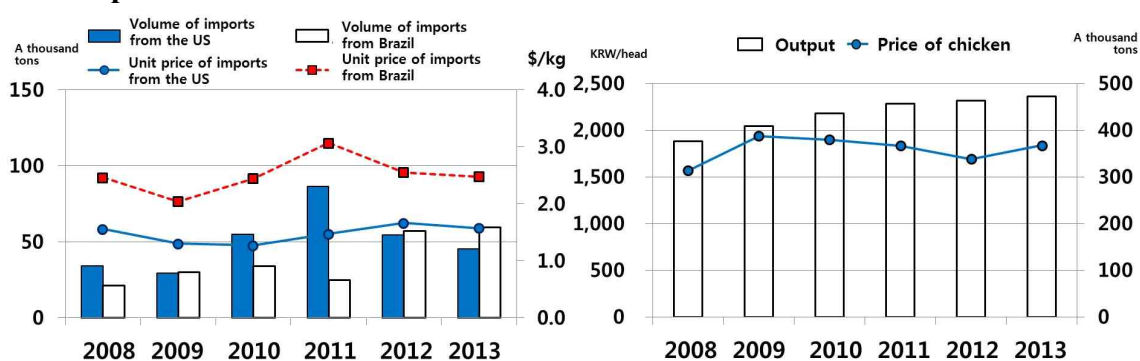 A thousand
tons
Volume of imports
from the US
Volume of imports
from Brazil
Unit price of imports
from the US
Unit price of imports
from Brazil
$/kg
150
100
50
0
4.0
3.0
2.0
1.0
0.0
2008 2009 2010 2011 2012 2013
KRW/head
Output
Price of chicken
A thousand
tons
2,500
2,000
1,500
1,000
500
0
500
400
300
200
100
0
2008 2009 2010 2011 2012 2013